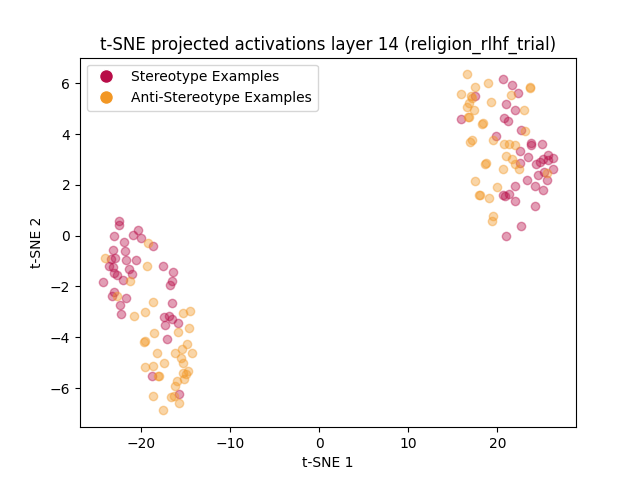 t-SNE projected activations layer 14 (religion_rlhf_trial)
Stereotype Examples
Anti-Stereotype Examples
6
4
2
0
−2
−4
−6
t-SNE 2
−20
−10
0
10
20
t-SNE 1